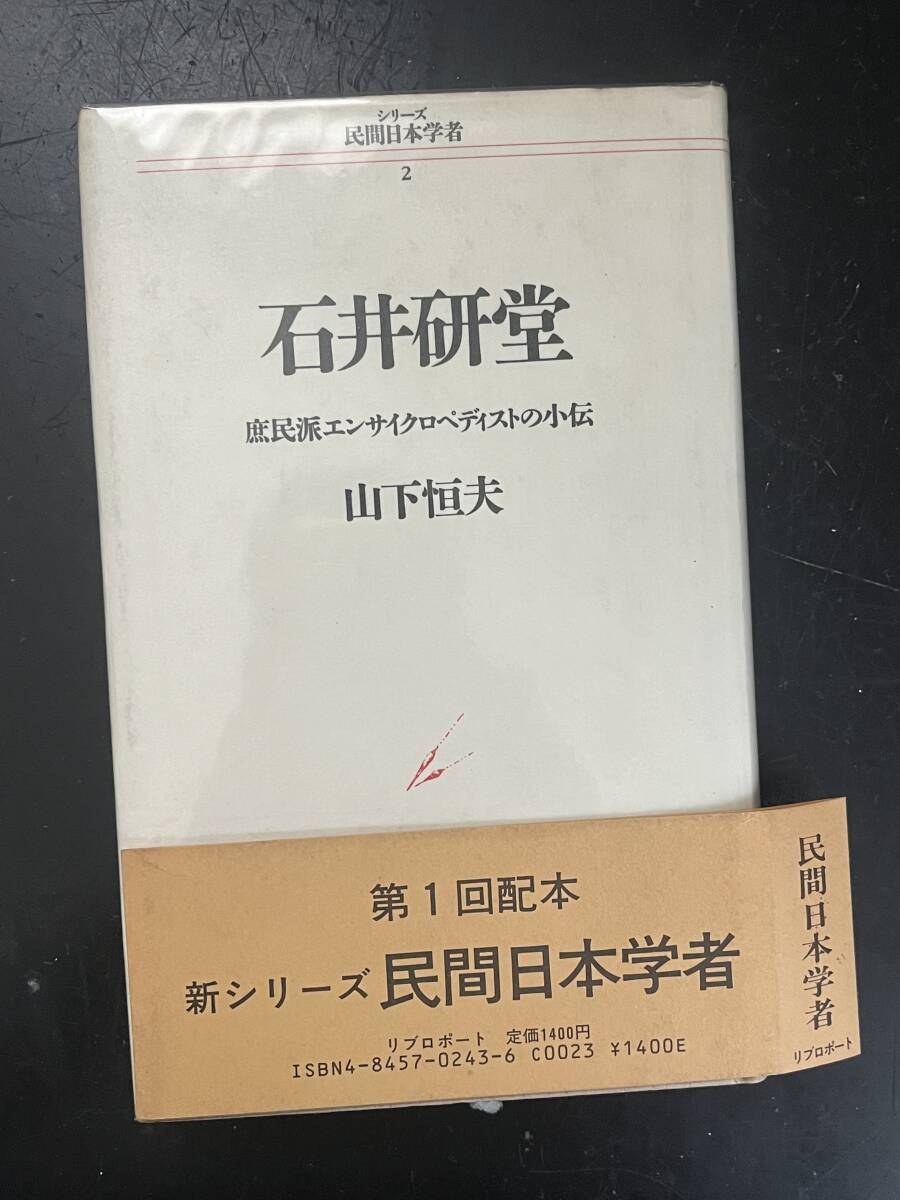 シリーズ
民間日本学者
2
石井研堂
庶民派エンサイクロペディストの小伝
山下恒夫
第1回配本
新シリーズ 民間日本学者
リブロポート 定価1400円
ISBN4-8457-0243-6 C0023 ¥1400E
民間日本学者
リブロポート